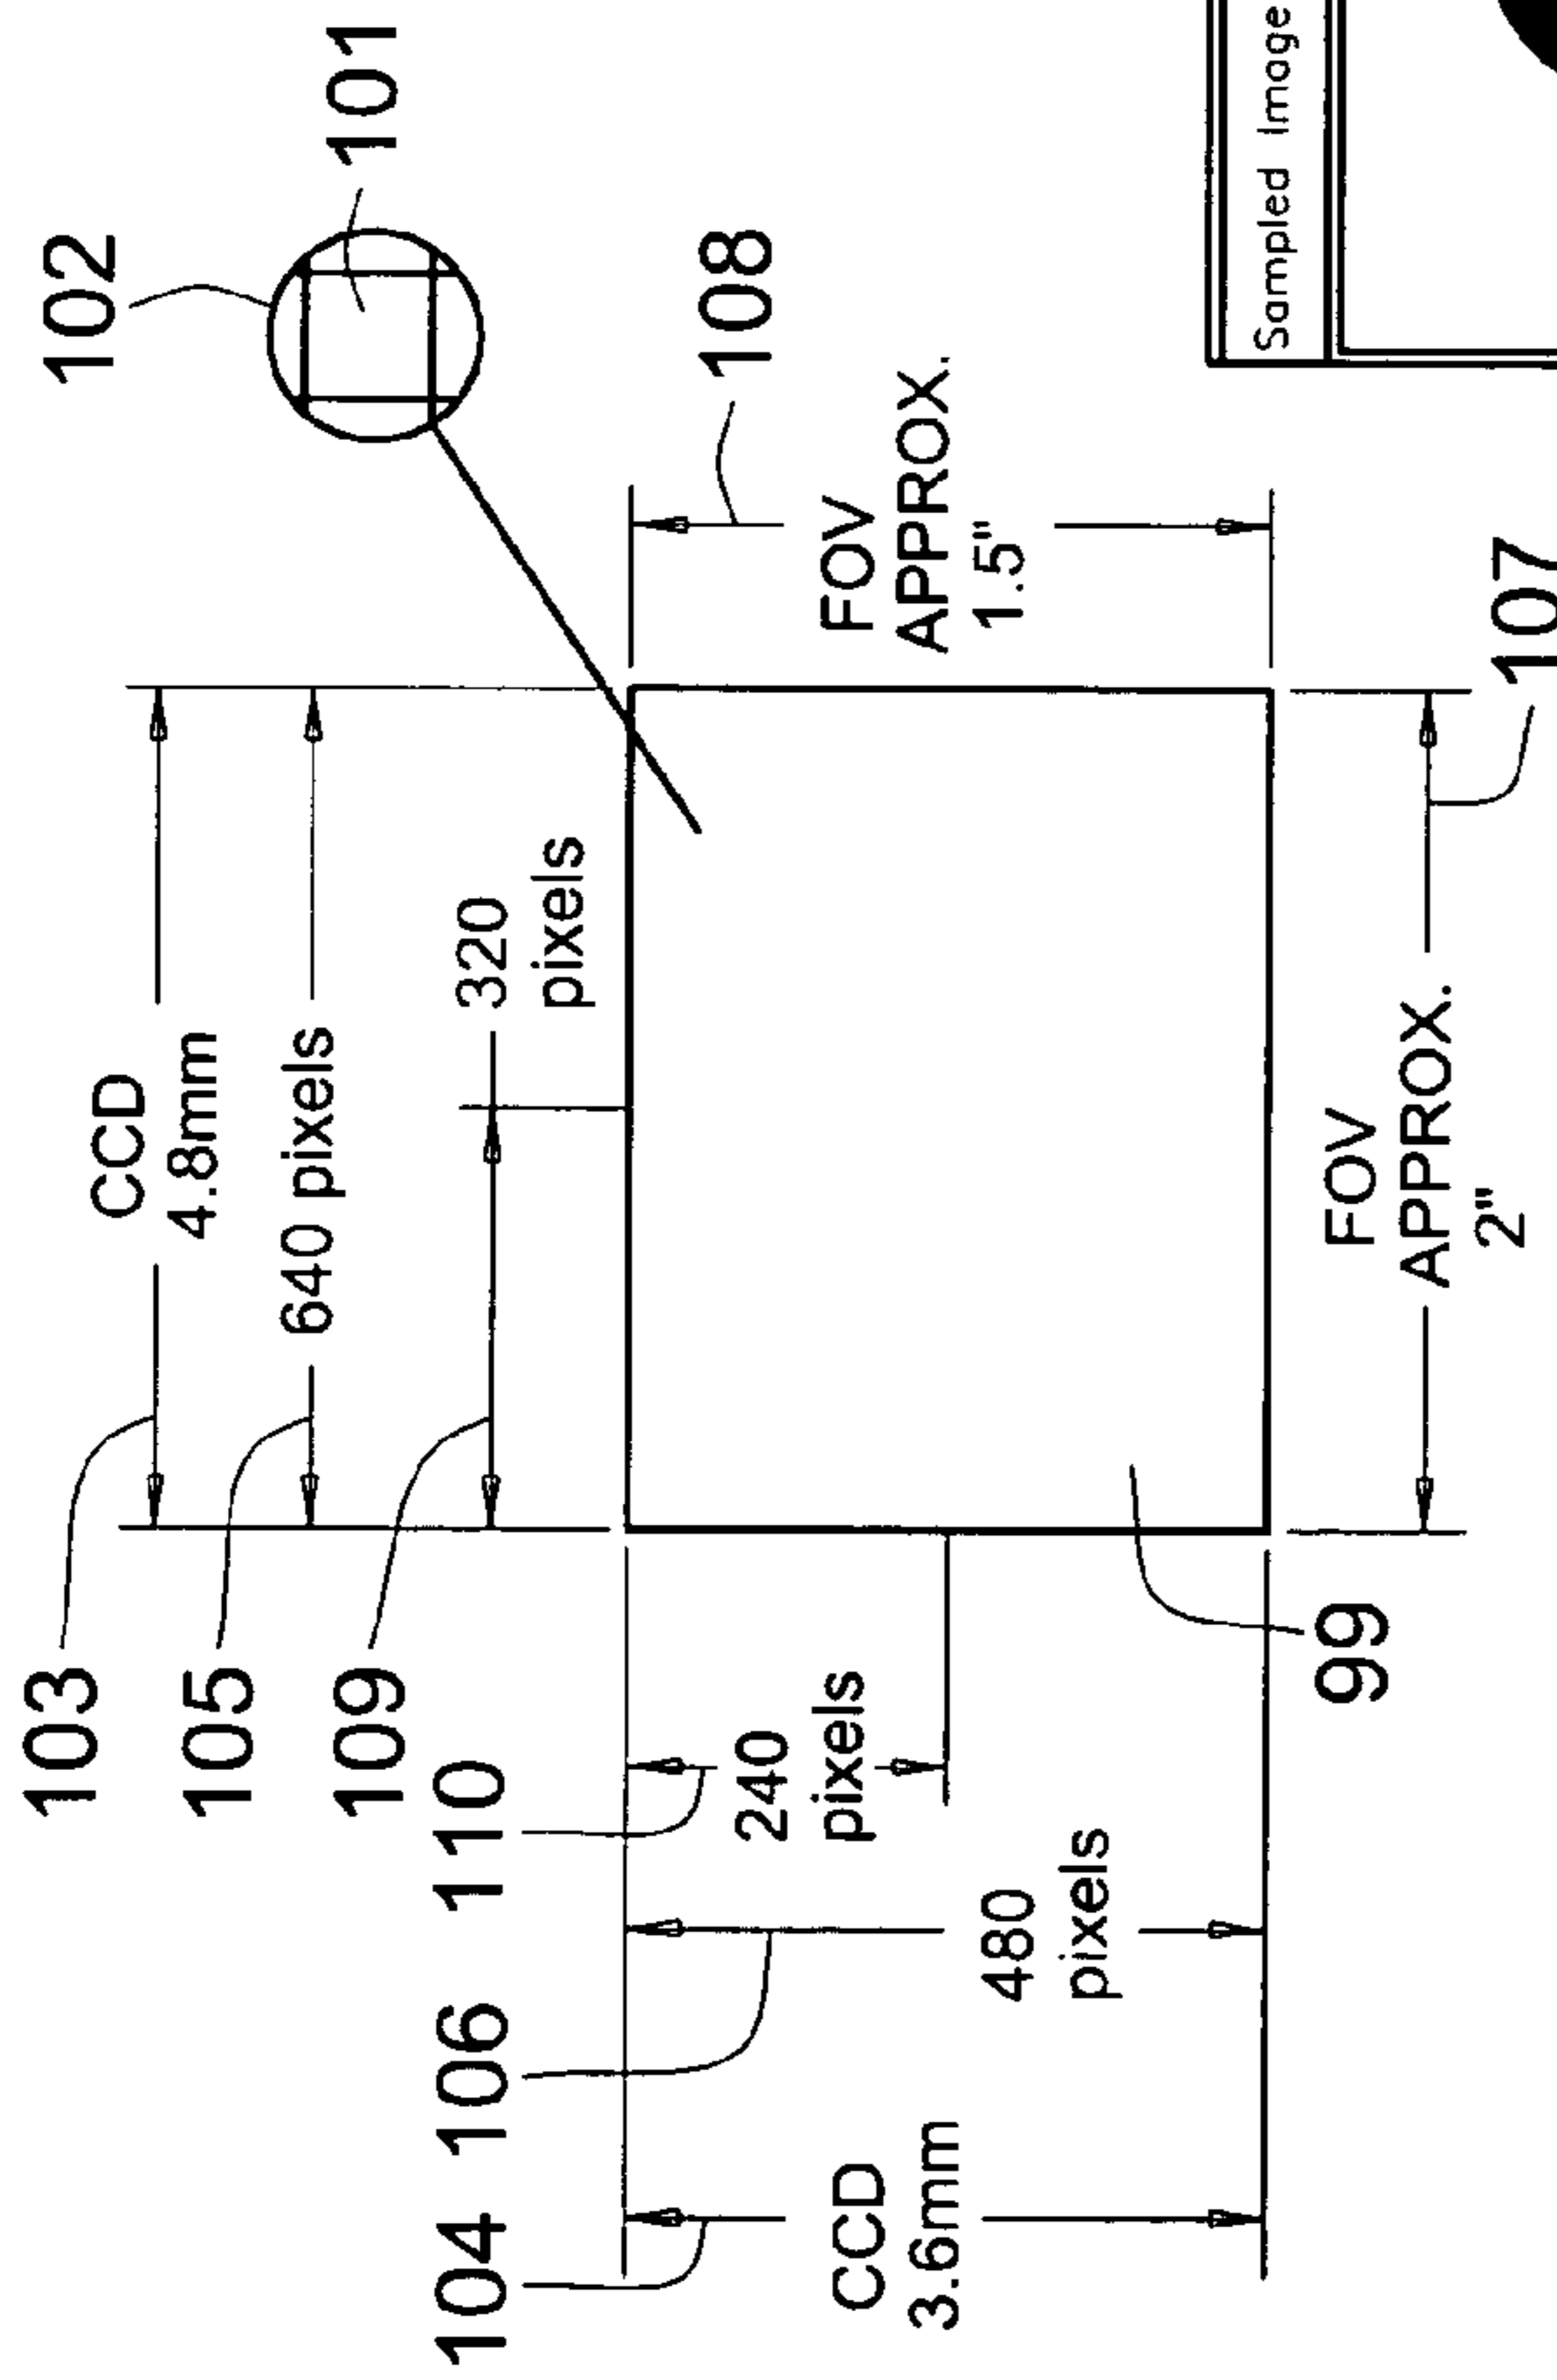 102
101
103
CCD
4.8mm
105
640 pixels
109
320
pixels
108
FOV
APPROX.
1.5"
110
240
pixels
106
480
pixels
104
CCD
3.6mm
99
FOV
APPROX.
2"
107
Sampled Image